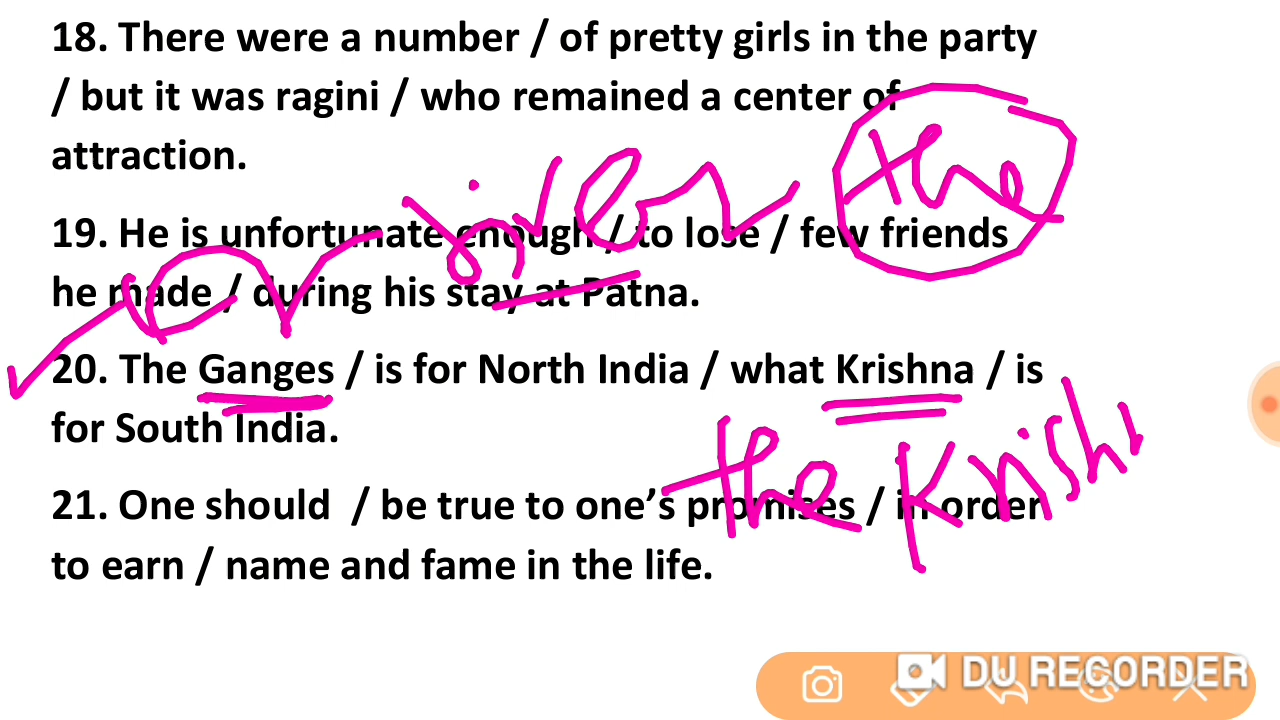 18. There were a number / of pretty girls in the party
/ but it was ragini / who remained a center of
attraction.
the
river
19. He is unfortunate enough / to lose / few friends
he made / during his stay at Patna.
20. The Ganges / is for North India / what Krishna / is
for South India.
the Krish
21. One should / be true to one’s promises / in order
to earn / name and fame in the life.
DU RECORDER